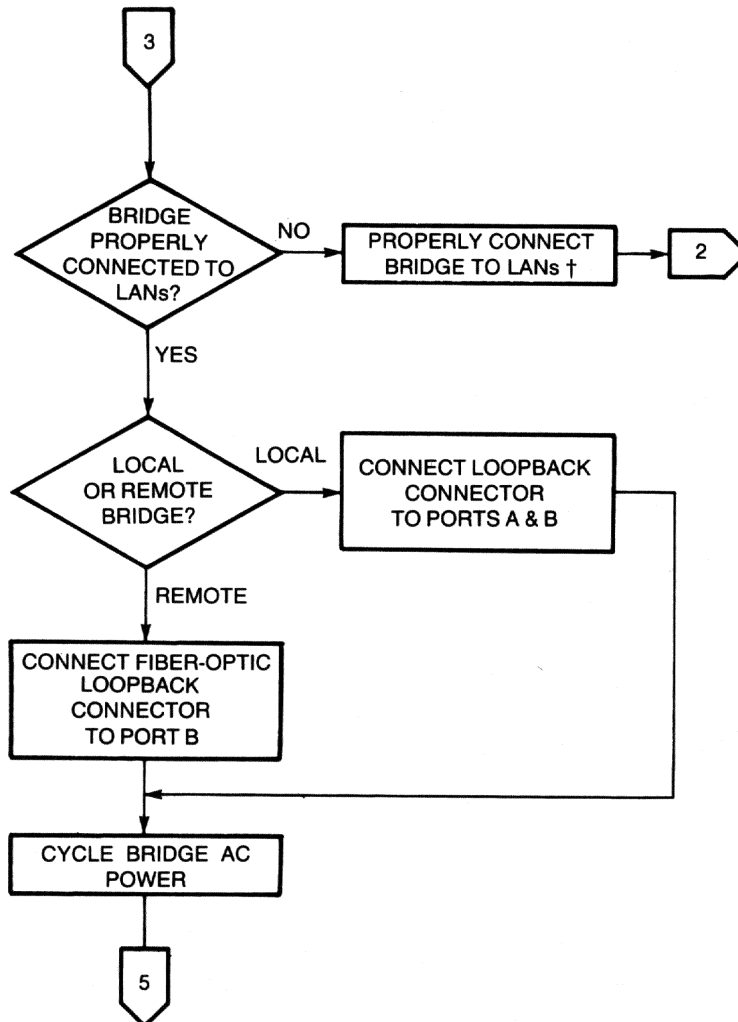 3
BRIDGE
PROPERLY
CONNECTED TO
LANs?
NO
PROPERLY CONNECT
BRIDGE TO LANs †
2
YES
LOCAL
OR REMOTE
BRIDGE?
LOCAL
CONNECT LOOPBACK
CONNECTOR
TO PORTS A & B
REMOTE
CONNECT FIBER-OPTIC
LOOPBACK
CONNECTOR
TO PORT B
CYCLE BRIDGE AC
POWER
5